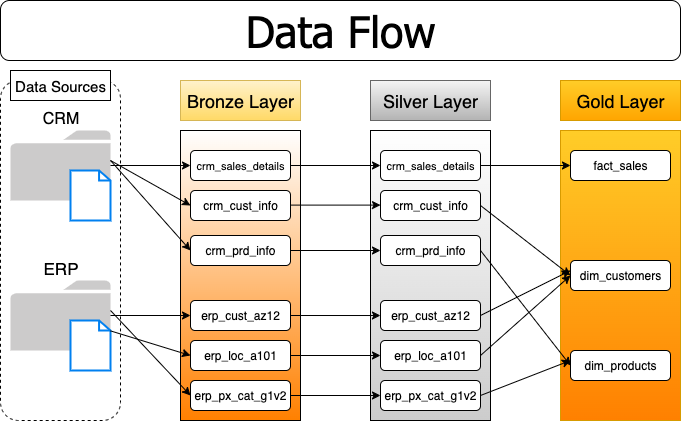 Data Flow
Data Sources
CRM
ERP
Bronze Layer
crm_sales_details
crm_cust_info
crm_prd_info
erp_cust_az12
erp_loc_a101
erp_px_cat_g1v2
Silver Layer
crm_sales_details
crm_cust_info
crm_prd_info
erp_cust_az12
erp_loc_a101
erp_px_cat_g1v2
Gold Layer
fact_sales
dim_customers
dim_products